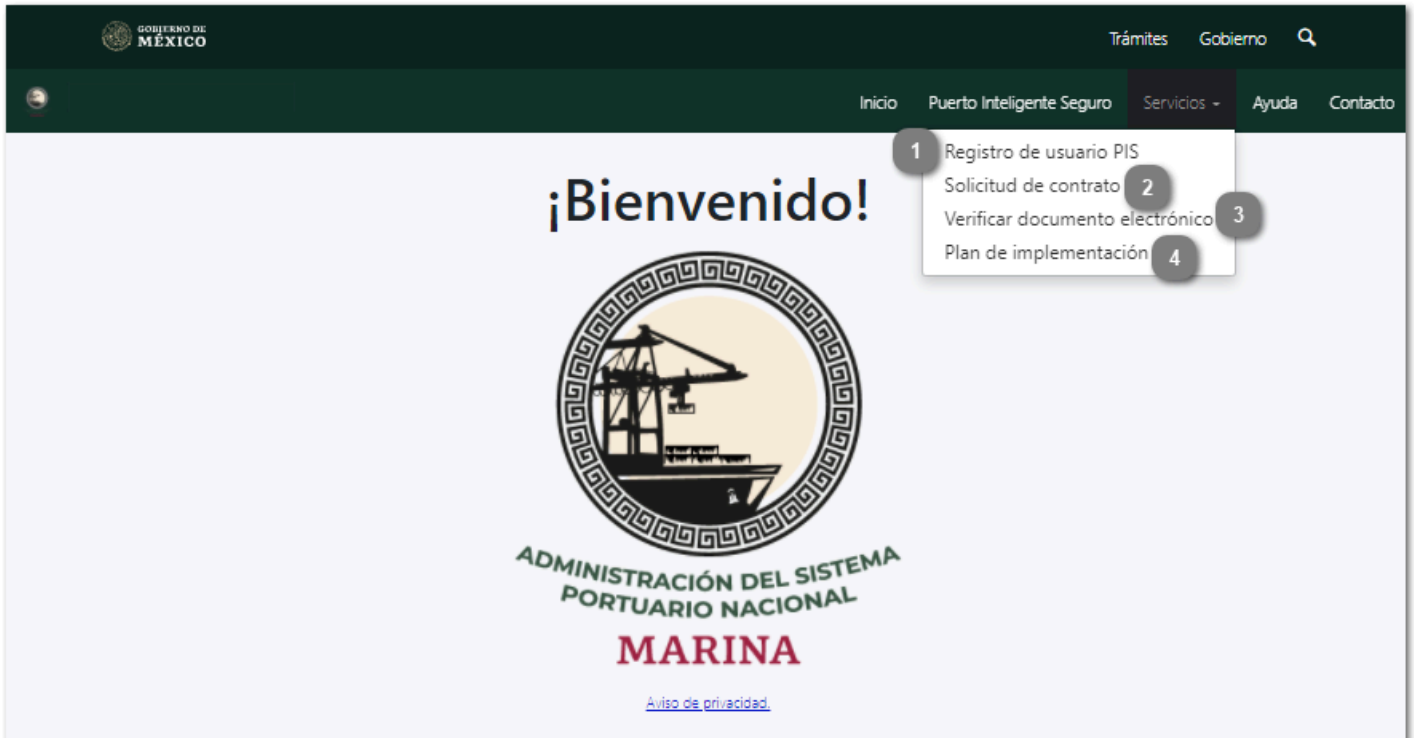 GOBIERNO DE
MÉXICO
Trámites Gobierno
Inicio Puerto Inteligente Seguro Servicios Ayuda Contacto
1 Registro de usuario PIS
Solicitud de contrato 2
Verificar documento electrónico 3
Plan de implementación 4
¡Bienvenido!
ADMINISTRACIÓN DEL SISTEMA
PORTUARIO NACIONAL
MARINA
Aviso de privacidad.